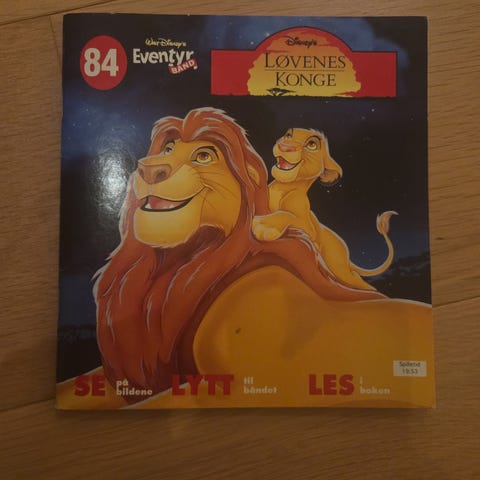 84
Walt Disney's
Eventyr
BÅND
Disney's
LØVENES
KONGE
Spilletid
19:53
SE på bildene LYTT til båndet LES i boken